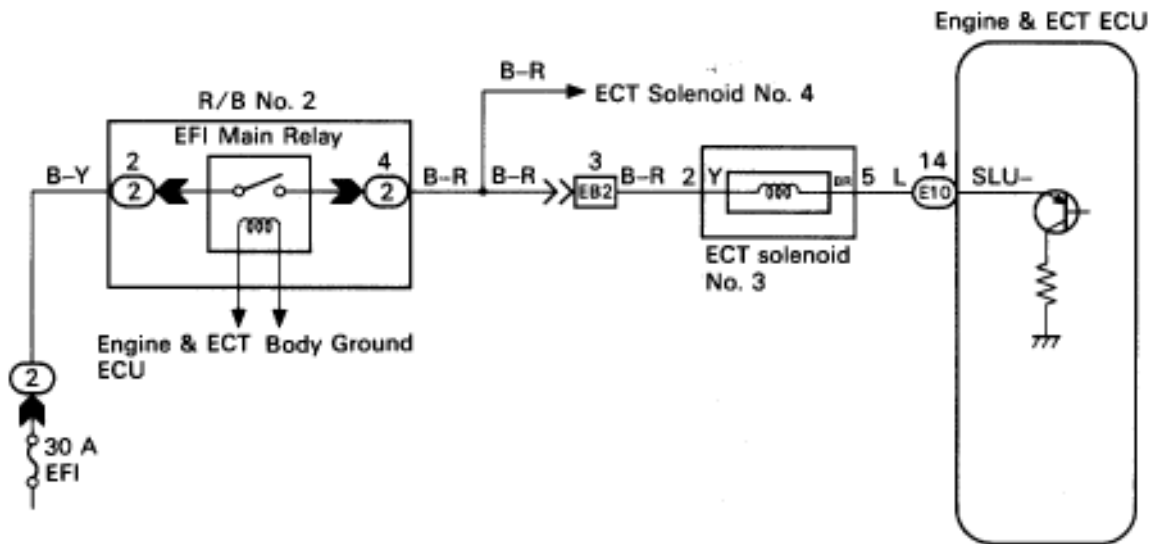 Engine & ECT ECU
B–R
ECT Solenoid No. 4
R/B No. 2
EFI Main Relay
B–Y
2
2
4
2
B–R
B–R
3
EB2
B–R
2
Y
BR
5
L
14
E10
SLU–
ECT solenoid
No. 3
Engine & ECT
ECU
Body Ground
2
30 A
EFI